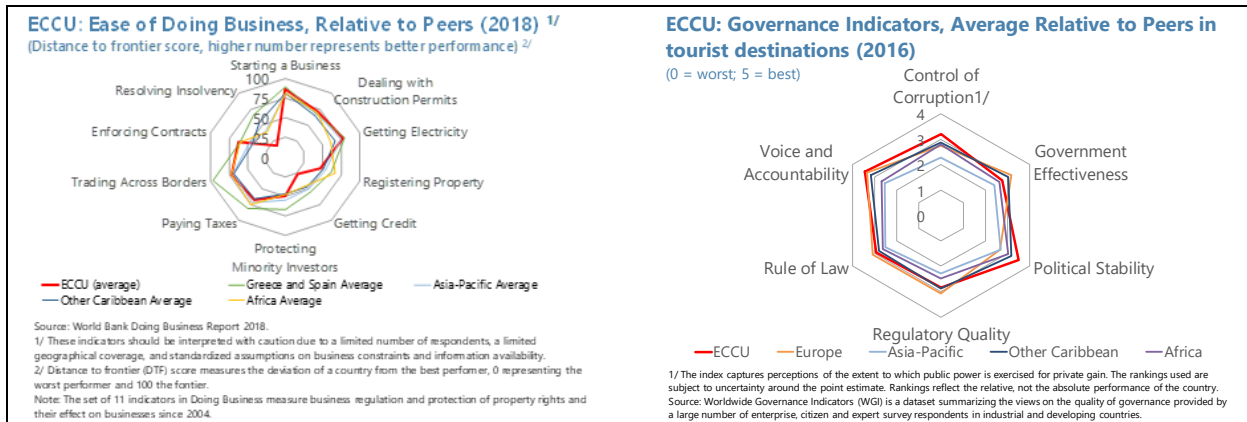 ECCU: Ease of Doing Business, Relative to Peers (2018) 1/
(Distance to frontier score, higher number represents better performance) 2/
Starting a Business
Dealing with
Construction Permits
Getting Electricity
Registering Property
Getting Credit
Protecting
Minority Investors
Paying Taxes
Trading Across Borders
Enforcing Contracts
Resolving Insolvency
100
75
50
25
0
ECCU (average)
Greece and Spain Average
Asia-Pacific Average
Other Caribbean Average
Africa Average
Source: World Bank Doing Business Report 2018.
1/ These indicators should be interpreted with caution due to a limited number of respondents, a limited
geographical coverage, and standardized assumptions on business constraints and information availability.
2/ Distance to frontier (DTF) score measures the deviation of a country from the best perfomer, 0 representing the
worst performer and 100 the fontier.
Note: The set of 11 indicators in Doing Business measure business regulation and protection of property rights and
their effect on businesses since 2004.
ECCU: Governance Indicators, Average Relative to Peers in
tourist destinations (2016)
(0 = worst; 5 = best)
Control of
Corruption1/
Government
Effectiveness
Political Stability
Regulatory Quality
Rule of Law
Voice and
Accountability
4
3
2
1
0
ECCU
Europe
Asia-Pacific
Other Caribbean
Africa
1/ The index captures perceptions of the extent to which public power is exercised for private gain. The rankings used are
subject to uncertainty around the point estimate. Rankings reflect the relative, not the absolute performance of the country.
Source: Worldwide Governance Indicators (WGI) is a dataset summarizing the views on the quality of governance provided by
a large number of enterprise, citizen and expert survey respondents in industrial and developing countries.